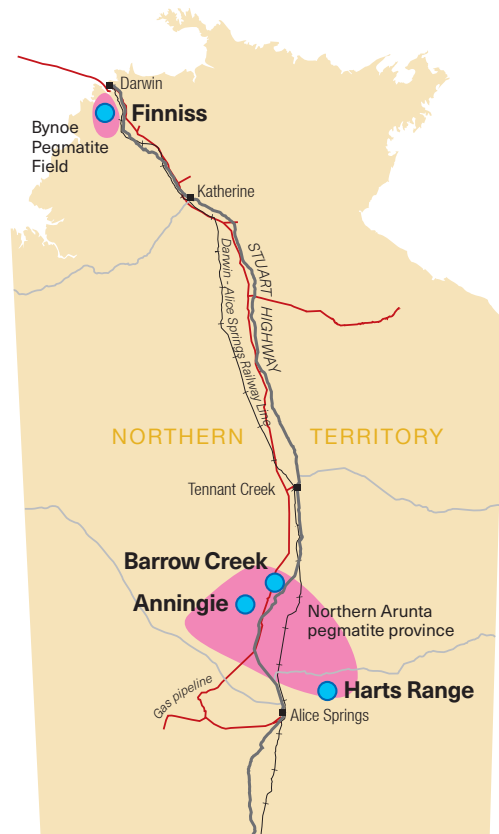 Darwin
Finniss
Bynoe
Pegmatite
Field
Katherine
STUART HIGHWAY
Darwin - Alice Springs Railway Line
NORTHERN TERRITORY
Tennant Creek
Barrow Creek
Anningie
Northern Arunta
pegmatite province
Gas pipeline
Harts Range
Alice Springs